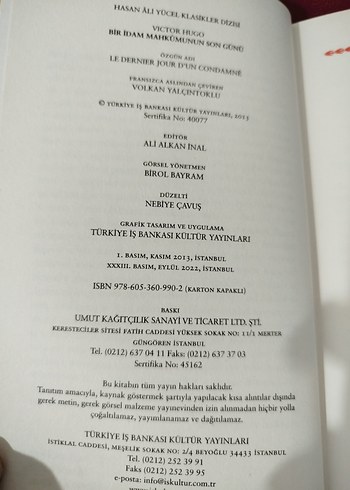 HASAN ÂLİ YÜCEL KLASİKLER DİZİSİ
VICTOR HUGO
BİR İDAM MAHKÛMUNUN SON GÜNÜ
ÖZGÜN ADI
LE DERNIER JOUR D'UN CONDAMNÉ
FRANSIZCA ASLINDAN ÇEVİREN
VOLKAN YALÇINTOKLU
© TÜRKİYE İŞ BANKASI KÜLTÜR YAYINLARI, 2013
Sertifika No: 40077
EDİTÖR
ALİ ALKAN İNAL
GÖRSEL YÖNETMEN
BİROL BAYRAM
DÜZELTİ
NEBİYE ÇAVUŞ
GRAFİK TASARIM VE UYGULAMA
TÜRKİYE İŞ BANKASI KÜLTÜR YAYINLARI
1. BASIM, KASIM 2013, İSTANBUL
XXXIII. BASIM, EYLÜL 2022, İSTANBUL
ISBN 978-605-360-990-2 (KARTON KAPAKLI)
BASKI
UMUT KAĞITÇILIK SANAYİ VE TİCARET LTD. ŞTİ.
KERESTECİLER SİTESİ FATİH CADDESİ YÜKSEK SOKAK NO: 11/1 MERTER
GÜNGÖREN İSTANBUL
Tel. (0212) 637 04 11 Faks: (0212) 637 37 03
Sertifika No: 45162
Bu kitabın tüm yayın hakları saklıdır.
Tanıtım amacıyla, kaynak göstermek şartıyla yapılacak kısa alıntılar dışında
gerek metin, gerek görsel malzeme yayınevinden izin alınmadan hiçbir yolla
çoğaltılamaz, yayımlanamaz ve dağıtılamaz.
TÜRKİYE İŞ BANKASI KÜLTÜR YAYINLARI
İSTİKLAL CADDESİ, MEŞELİK SOKAK NO: 2/4 BEYOĞLU 34433 İSTANBUL
Tel. (0212) 252 39 91
Faks (0212) 252 39 95
e-posta: info@iskultur.com.tr